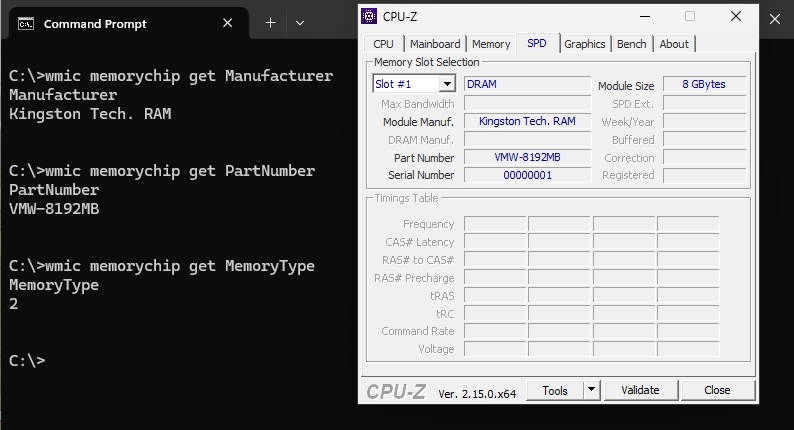 Command Prompt
C:\>wmic memorychip get Manufacturer
Manufacturer
Kingston Tech. RAM
C:\>wmic memorychip get PartNumber
PartNumber
VMW-8192MB
C:\>wmic memorychip get MemoryType
MemoryType
2
C:\>
CPU-Z
CPU Mainboard Memory SPD Graphics Bench About
Memory Slot Selection
Slot #1 DRAM Module Size 8 GBytes
Max Bandwidth SPD Ext.
Module Manuf. Kingston Tech. RAM Week/Year
DRAM Manuf. Buffered
Part Number VMW-8192MB Correction
Serial Number 00000001 Registered
Timings Table
Frequency
CAS# Latency
RAS# to CAS#
RAS# Precharge
tRAS
tRC
Command Rate
Voltage
CPU-Z Ver. 2.15.0.x64 Tools Validate Close